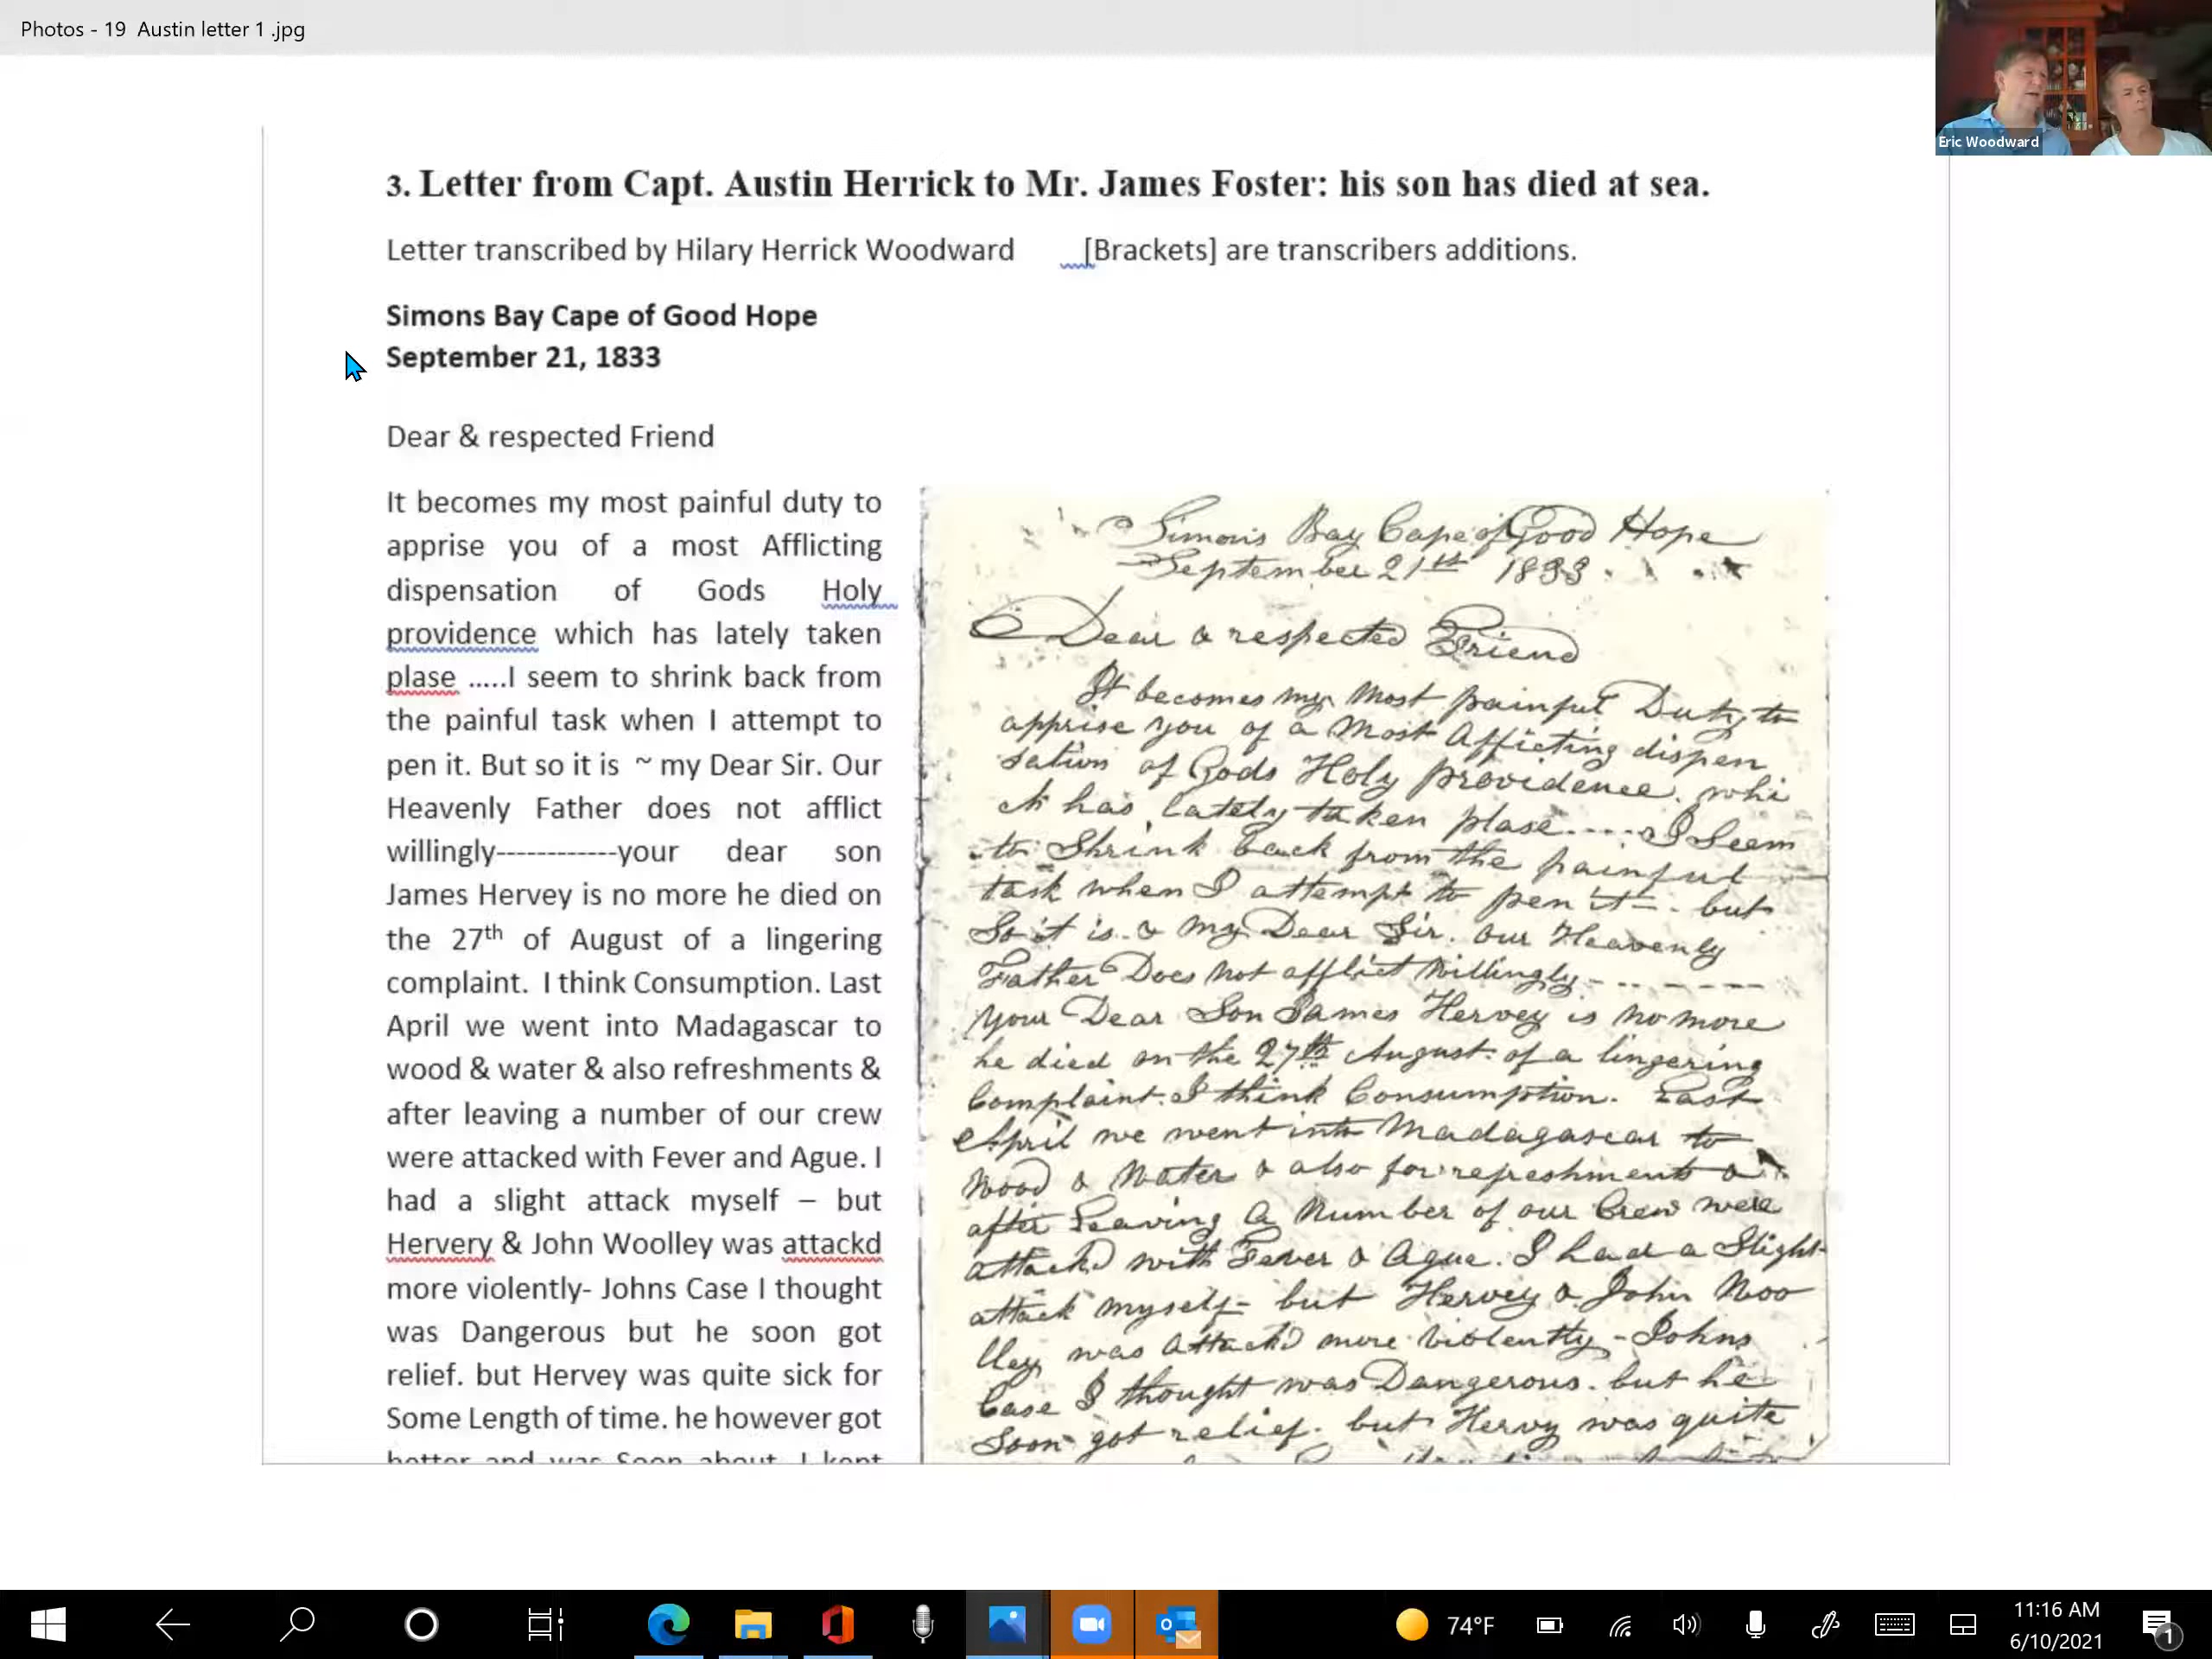 Photos - 19 Austin letter 1 .jpg
Eric Woodward
3. Letter from Capt. Austin Herrick to Mr. James Foster: his son has died at sea.
Letter transcribed by Hilary Herrick Woodward [Brackets] are transcribers additions.
Simons Bay Cape of Good Hope
September 21, 1833
Dear & respected Friend
It becomes my most painful duty to
apprise you of a most Afflicting
dispensation of Gods Holy
providence which has lately taken
plase .....I seem to shrink back from
the painful task when I attempt to
pen it. But so it is ~ my Dear Sir. Our
Heavenly Father does not afflict
willingly------------your dear son
James Hervey is no more he died on
the 27th of August of a lingering
complaint. I think Consumption. Last
April we went into Madagascar to
wood & water & also refreshments &
after leaving a number of our crew
were attacked with Fever and Ague. I
had a slight attack myself – but
Hervery & John Woolley was attackd
more violently- Johns Case I thought
was Dangerous but he soon got
relief. but Hervey was quite sick for
Some Length of time. he however got
better and was Soon about. I kept
Simons Bay Cape of Good Hope
September 21st 1833.
Dear & respected Friend
It becomes my Most painful Duty to
apprise you of a Most Afflicting dispen
sation of Gods Holy providence. whi
ch has lately taken plase.....I Seem
to Shrink back from the painful
task when I attempt to pen it. but
So it is & my Dear Sir. our Heavenly
Father Does not afflict Willingly--------
your Dear Son James Hervey is no more
he died on the 27th August. of a lingering
Complaint. I think Consumption. Last
April we went into Madagascar to
Wood & Water & also for refreshments &
after Leaving a Number of our Crew were
attackd with Fever & Ague. I had a Slight
attack myself- but Hervey & John Woo
lley was attackd more violently - Johns
Case I thought was Dangerous. but he
Soon got relief. but Hervy was quite
74°F
11:16 AM
6/10/2021
1